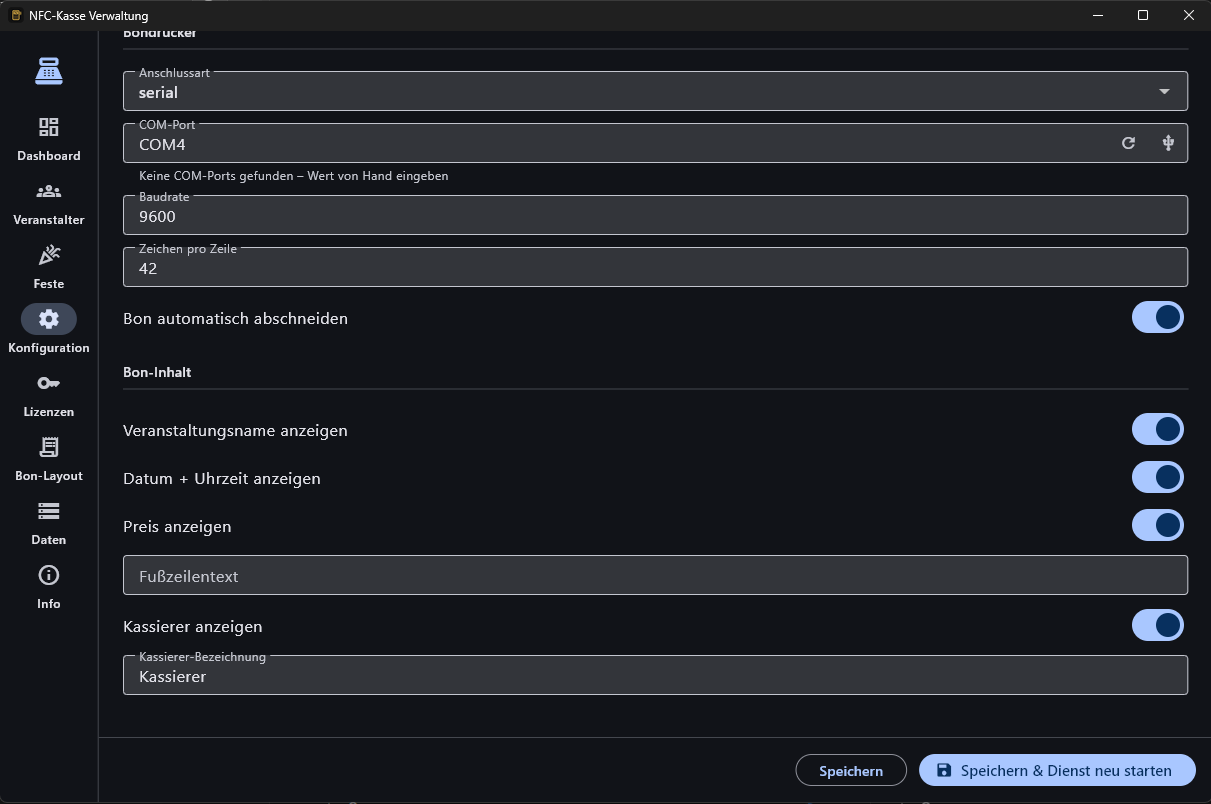 NFC-Kasse Verwaltung
Bondrucker
Dashboard
Veranstalter
Feste
Konfiguration
Lizenzen
Bon-Layout
Daten
Info
Anschlussart
serial
COM-Port
COM4
Keine COM-Ports gefunden – Wert von Hand eingeben
Baudrate
9600
Zeichen pro Zeile
42
Bon automatisch abschneiden
Bon-Inhalt
Veranstaltungsname anzeigen
Datum + Uhrzeit anzeigen
Preis anzeigen
Fußzeilentext
Kassierer anzeigen
Kassierer-Bezeichnung
Kassierer
Speichern
Speichern & Dienst neu starten